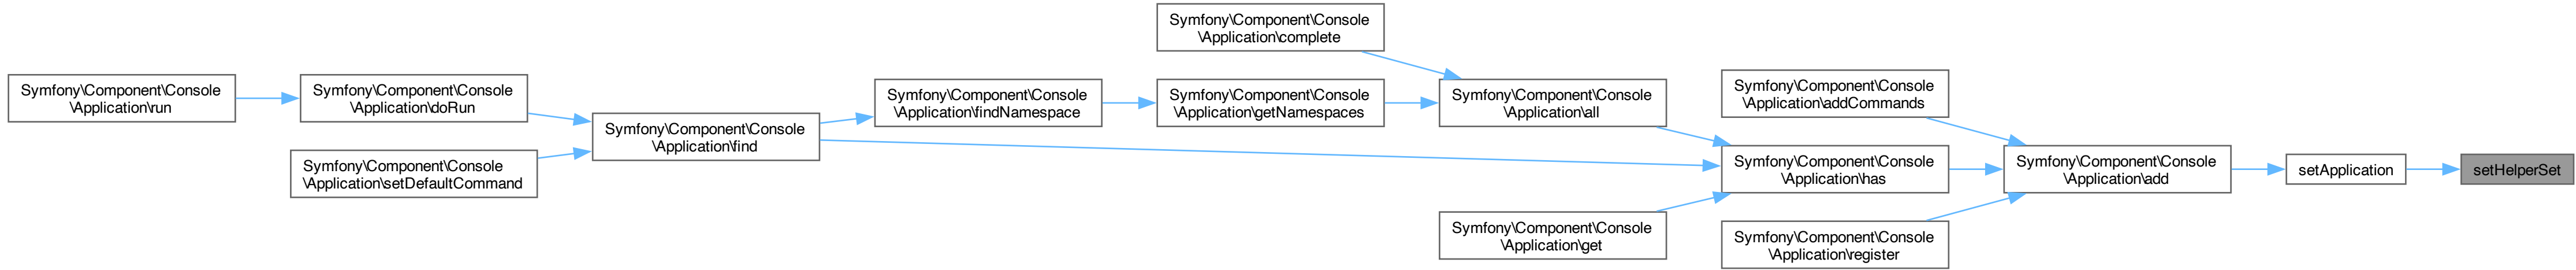 Symfony\Component\Console
\Application\run
Symfony\Component\Console
\Application\doRun
Symfony\Component\Console
\Application\setDefaultCommand
Symfony\Component\Console
\Application\find
Symfony\Component\Console
\Application\findNamespace
Symfony\Component\Console
\Application\complete
Symfony\Component\Console
\Application\getNamespaces
Symfony\Component\Console
\Application\all
Symfony\Component\Console
\Application\get
Symfony\Component\Console
\Application\addCommands
Symfony\Component\Console
\Application\has
Symfony\Component\Console
\Application\register
Symfony\Component\Console
\Application\add
setApplication
setHelperSet